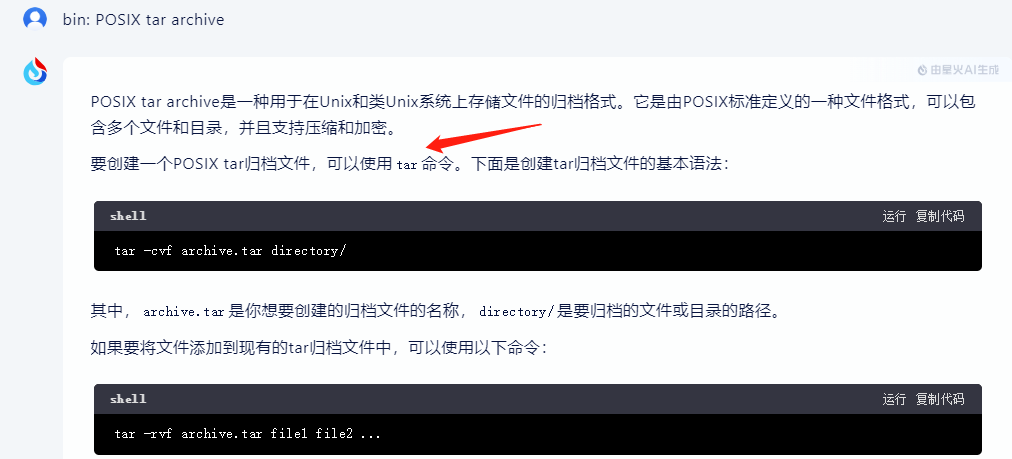 bin: POSIX tar archive
由星火AI生成
POSIX tar archive是一种用于在Unix和类Unix系统上存储文件的归档格式。它是由POSIX标准定义的一种文件格式，可以包
含多个文件和目录，并且支持压缩和加密。
要创建一个POSIX tar归档文件，可以使用 tar 命令。下面是创建tar归档文件的基本语法：
shell 运行 复制代码
tar -cvf archive.tar directory/
其中， archive.tar 是你想要创建的归档文件的名称， directory/ 是要归档的文件或目录的路径。
如果要将文件添加到现有的tar归档文件中，可以使用以下命令：
shell 运行 复制代码
tar -rvf archive.tar file1 file2 ...